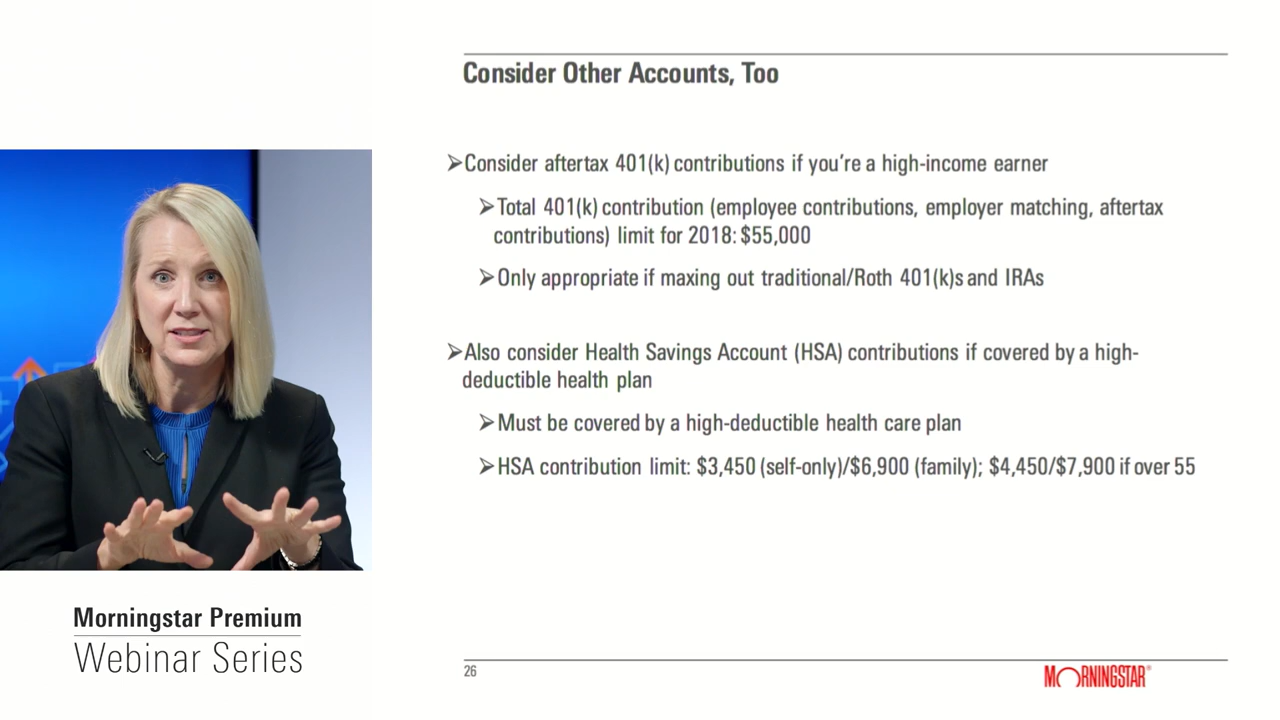 Consider Other Accounts, Too
➢Consider aftertax 401(k) contributions if you're a high-income earner
➢Total 401(k) contribution (employee contributions, employer matching, aftertax
contributions) limit for 2018: $55,000
➢Only appropriate if maxing out traditional/Roth 401(k)s and IRAs
➢Also consider Health Savings Account (HSA) contributions if covered by a high-
deductible health plan
➢Must be covered by a high-deductible health care plan
➢HSA contribution limit: $3,450 (self-only)/$6,900 (family); $4,450/$7,900 if over 55
Morningstar Premium
Webinar Series
26
MORNINGSTAR®